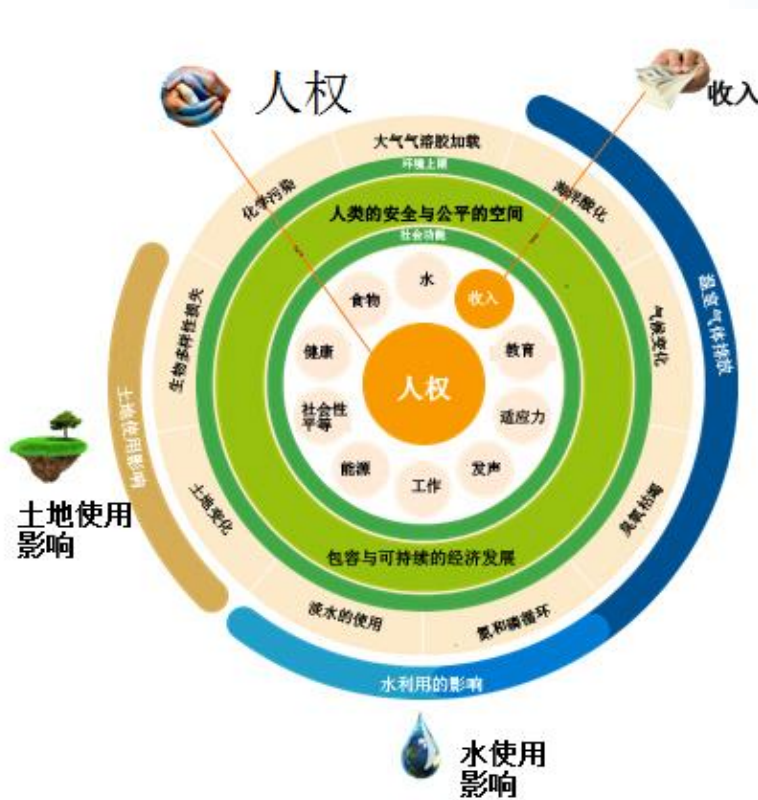 人权
收入
大气气溶胶加载
环境上限
化学污染
海洋酸化
人类的安全与公平的空间
社会功能
水
食物
收入
生物多样性损失
气候变化
温室气体排放
健康
教育
人权
土地使用影响
社会性
平等
适应力
能源
工作
发声
土地使用
影响
土地变化
臭氧枯竭
包容与可持续的经济发展
淡水的使用
氮和磷循环
水利用的影响
水使用
影响